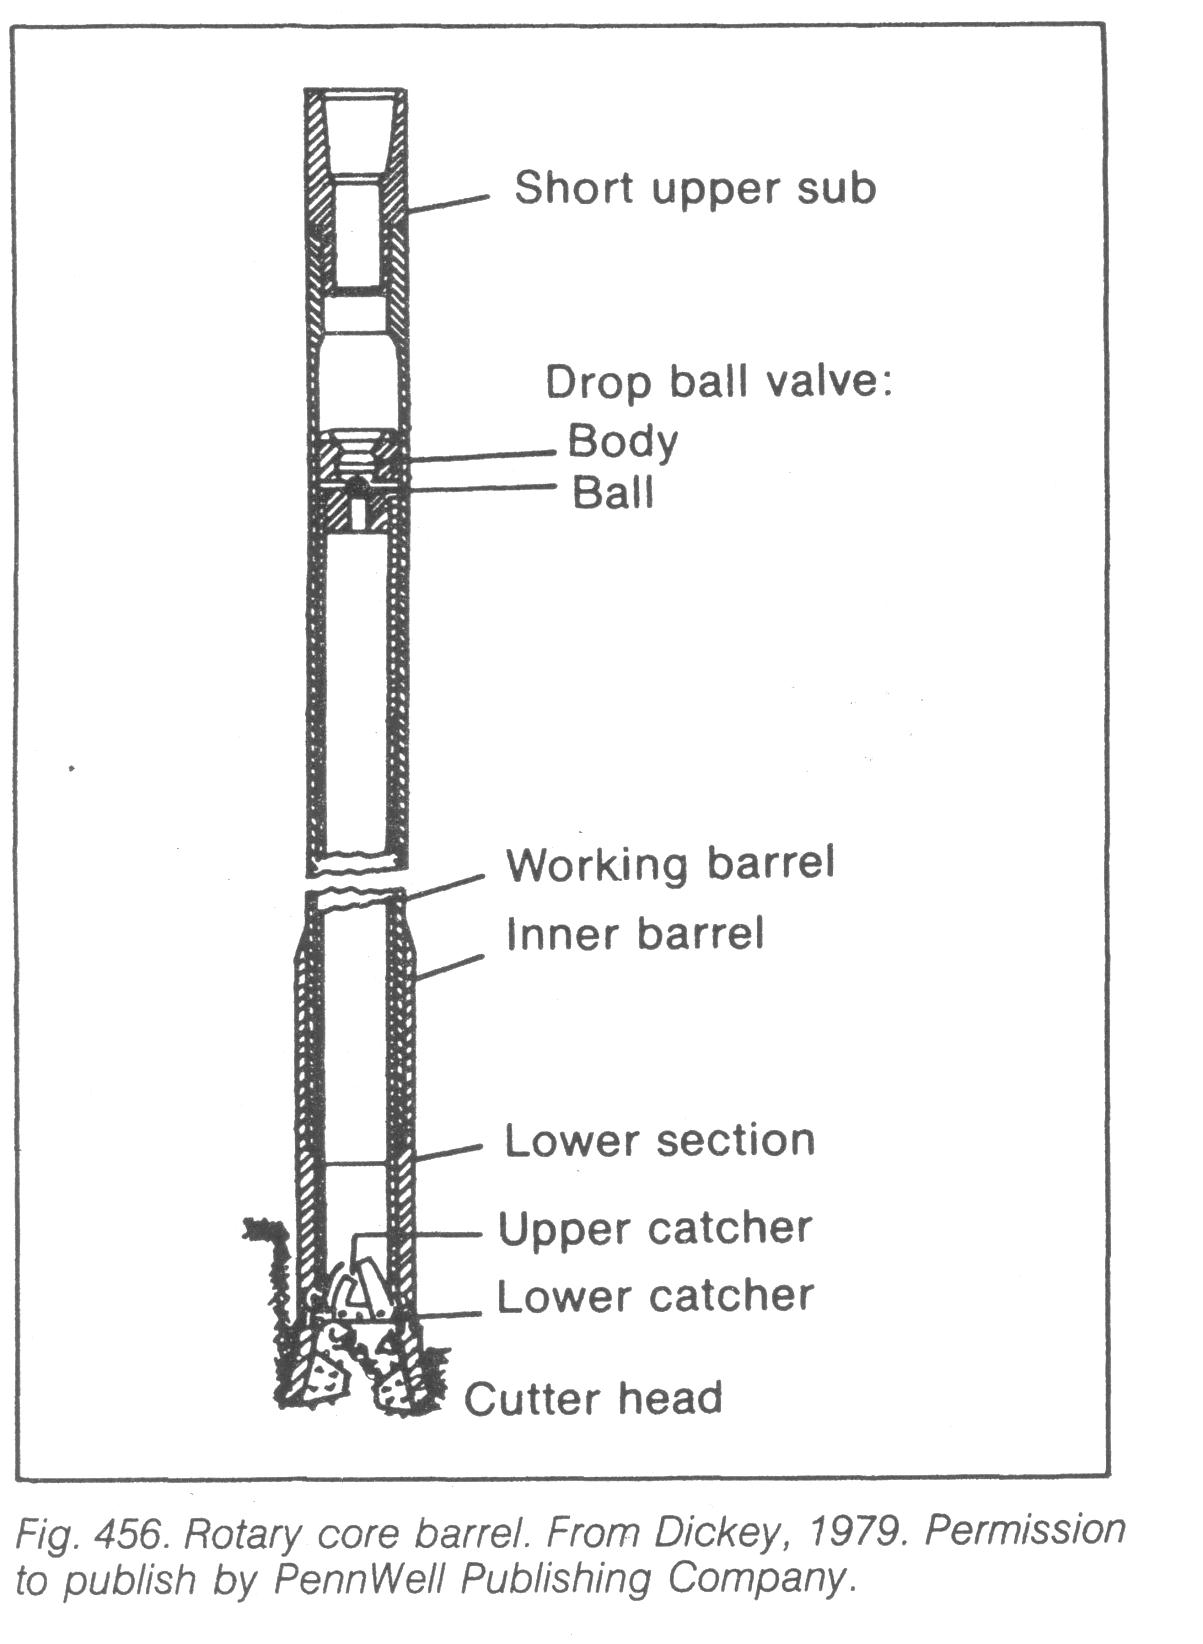 Short upper sub
Drop ball valve:
Body
Ball
Working barrel
Inner barrel
Lower section
Upper catcher
Lower catcher
Cutter head
Fig. 456. Rotary core barrel. From Dickey, 1979. Permission
to publish by PennWell Publishing Company.